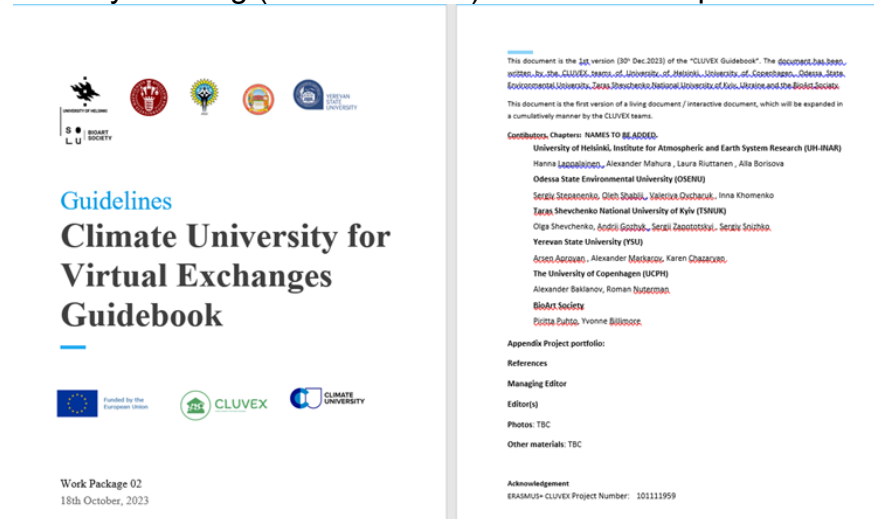 UNIVERSITY OF HELSINKI
YEREVAN
STATE
UNIVERSITY
S O
L U
BIOART
SOCIETY
Guidelines
Climate University for
Virtual Exchanges
Guidebook
Funded by the
European Union
CLUVEX
CLIMATE
UNIVERSITY
Work Package 02
18th October, 2023
This document is the 1st version (30th Dec.2023) of the "CLUVEX Guidebook". The document has been
written by the CLUVEX teams of University of Helsinki, University of Copenhagen, Odessa State
Environmental University, Taras Shevchenko National University of Kyiv, Ukraine and the BioArt Society.
This document is the first version of a living document / interactive document, which will be expanded in
a cumulatively manner by the CLUVEX teams.
Contibutors, Chapters: NAMES TO BE ADDED.
University of Helsinki, Institute for Atmospheric and Earth System Research (UH-INAR)
Hanna Lappalainen , Alexander Mahura , Laura Riuttanen , Alla Borisova
Odessa State Environmental University (OSENU)
Sergiy Stepanenko, Oleh Shablii, Valeriya Ovcharuk , Inna Khomenko
Taras Shevchenko National University of Kyiv (TSNUK)
Olga Shevchenko, Andrii Goshyk, Sergii Zapototskyi , Sergiy Snizhko
Yerevan State University (YSU)
Arsen Aproyan , Alexander Markarov, Karen Ghazaryan
The University of Copenhagen (UCPH)
Alexander Baklanov, Roman Nuterman
BioArt Society
Piritta Puhto, Yvonne Billimore
Appendix Project portfolio:
References
Managing Editor
Editor(s)
Photos: TBC
Other materials: TBC
Acknowledgement
ERASMUS+ CLUVEX Project Number: 101111959